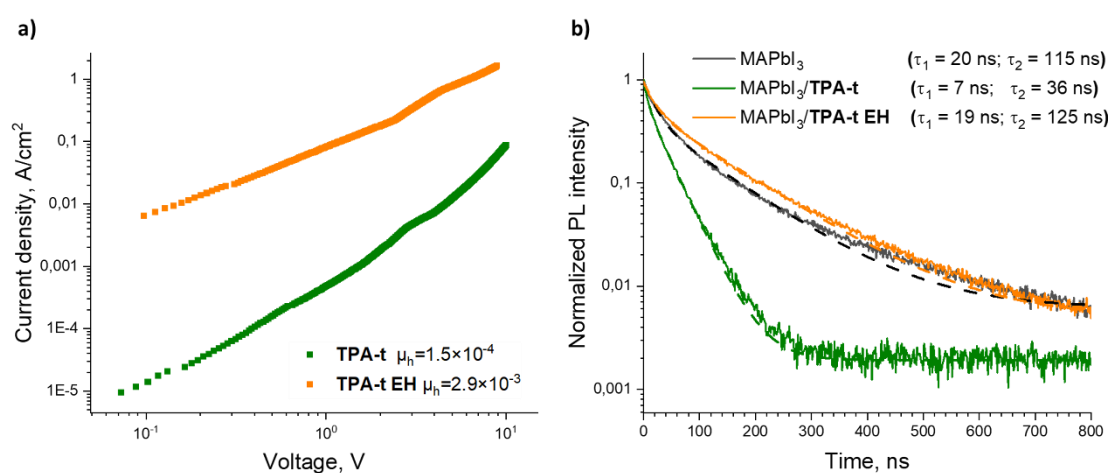 a)
Current density, A/cm²
1
0,1
0,01
0,001
1E-4
1E-5
TPA-t μₕ=1.5×10⁻⁴
TPA-t EH μₕ=2.9×10⁻³
10⁻¹ 10⁰ 10¹
Voltage, V
b)
Normalized PL intensity
1
0,1
0,01
0,001
MAPbI₃ (τ₁ = 20 ns; τ₂ = 115 ns)
MAPbI₃/TPA-t (τ₁ = 7 ns; τ₂ = 36 ns)
MAPbI₃/TPA-t EH (τ₁ = 19 ns; τ₂ = 125 ns)
0 100 200 300 400 500 600 700 800
Time, ns